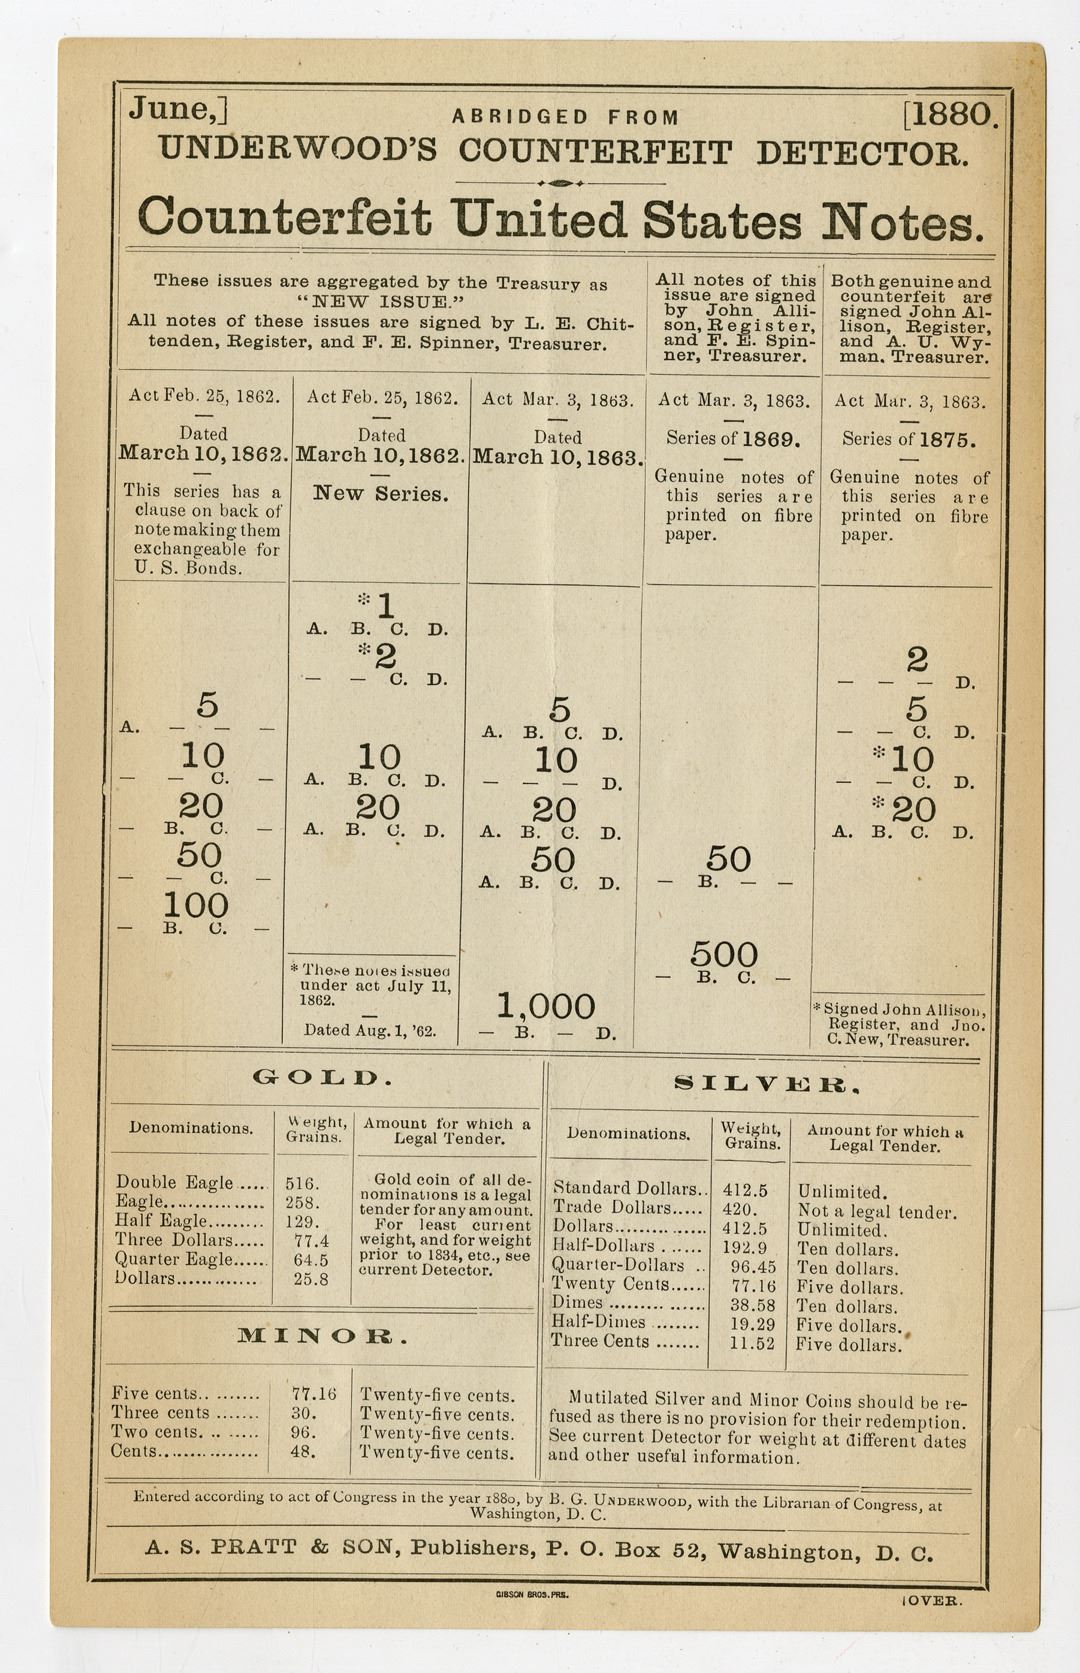 June,] ABRIDGED FROM [1880.
UNDERWOOD'S COUNTERFEIT DETECTOR.
Counterfeit United States Notes.
These issues are aggregated by the Treasury as
"NEW ISSUE."
All notes of these issues are signed by L. E. Chit-
tenden, Register, and F. E. Spinner, Treasurer.
All notes of this
issue are signed
by John Alli-
son, Register,
and F. E. Spin-
ner, Treasurer.
Both genuine and
counterfeit are
signed John Al-
lison, Register,
and A. U. Wy-
man. Treasurer.
Act Feb. 25, 1862.
Dated
March 10, 1862.
This series has a
clause on back of
note making them
exchangeable for
U. S. Bonds.
5
A. — — —
10
— — C. —
20
— B. C. —
50
— — C. —
100
— B. C. —
Act Feb. 25, 1862.
Dated
March 10, 1862.
New Series.
*1
A. B. C. D.
*2
— — C. D.
10
A. B. C. D.
20
A. B. C. D.
* These notes issued
under act July 11,
1862.
Dated Aug. 1, '62.
Act Mar. 3, 1863.
Dated
March 10, 1863.
5
A. B. C. D.
10
— — — D.
20
A. B. C. D.
50
A. B. C. D.
1,000
— B. — D.
Act Mar. 3, 1863.
Series of 1869.
Genuine notes of
this series are
printed on fibre
paper.
50
— B. — —
500
— B. C. —
Act Mar. 3, 1863.
Series of 1875.
Genuine notes of
this series are
printed on fibre
paper.
2
— — — D.
5
— — C. D.
*10
— — C. D.
*20
A. B. C. D.
* Signed John Allison,
Register, and Jno.
C. New, Treasurer.
GOLD.
Denominations. Weight, Grains. Amount for which a Legal Tender.
Double Eagle..... 516.
Eagle................ 258.
Half Eagle......... 129.
Three Dollars..... 77.4
Quarter Eagle...... 64.5
Dollars............. 25.8
Gold coin of all de-
nominations is a legal
tender for any amount.
For least current
weight, and for weight
prior to 1834, etc., see
current Detector.
MINOR.
Five cents.. ....... 77.16 Twenty-five cents.
Three cents ....... 30. Twenty-five cents.
Two cents. .. ...... 96. Twenty-five cents.
Cents................. 48. Twenty-five cents.
SILVER.
Denominations. Weight, Grains. Amount for which a Legal Tender.
Standard Dollars.. 412.5 Unlimited.
Trade Dollars..... 420. Not a legal tender.
Dollars............... 412.5 Unlimited.
Half-Dollars ....... 192.9 Ten dollars.
Quarter-Dollars .. 96.45 Ten dollars.
Twenty Cents...... 77.16 Five dollars.
Dimes ......... ...... 38.58 Ten dollars.
Half-Dimes ........ 19.29 Five dollars.
Three Cents ....... 11.52 Five dollars.
Mutilated Silver and Minor Coins should be re-
fused as there is no provision for their redemption.
See current Detector for weight at different dates
and other useful information.
Entered according to act of Congress in the year 1880, by B. G. UNDERWOOD, with the Librarian of Congress, at
Washington, D. C.
A. S. PRATT & SON, Publishers, P. O. Box 52, Washington, D. C.
GIBSON BROS. PRS.
[OVER.